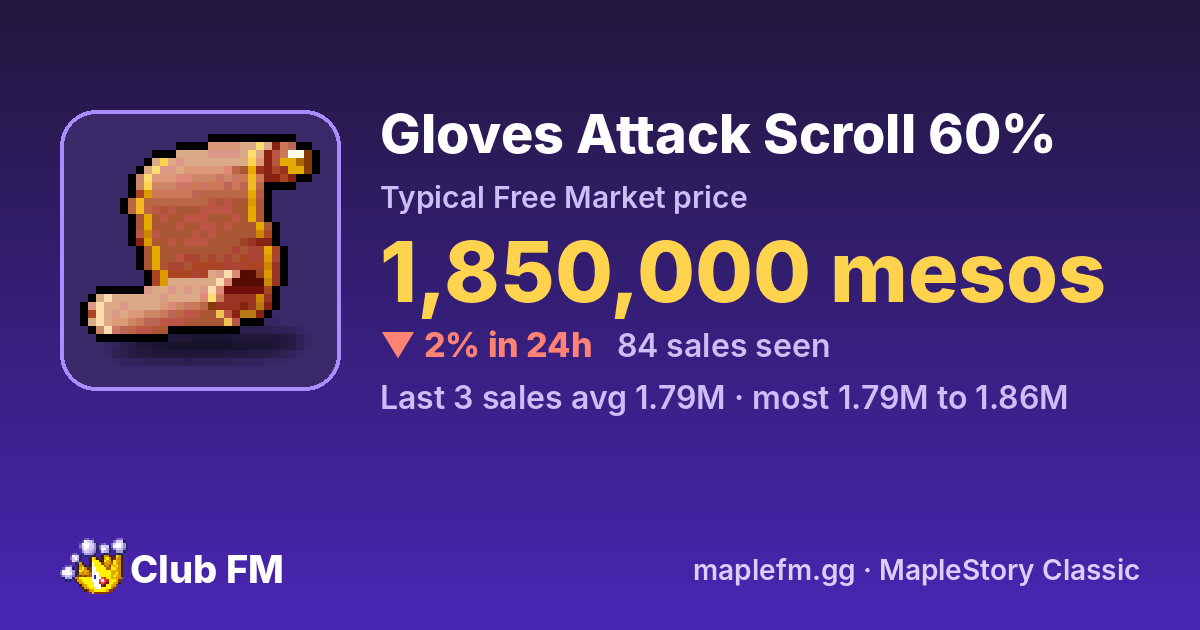 Gloves Attack Scroll 60%
Typical Free Market price
1,850,000 mesos
▼ 2% in 24h 84 sales seen
Last 3 sales avg 1.79M · most 1.79M to 1.86M
Club FM
maplefm.gg · MapleStory Classic